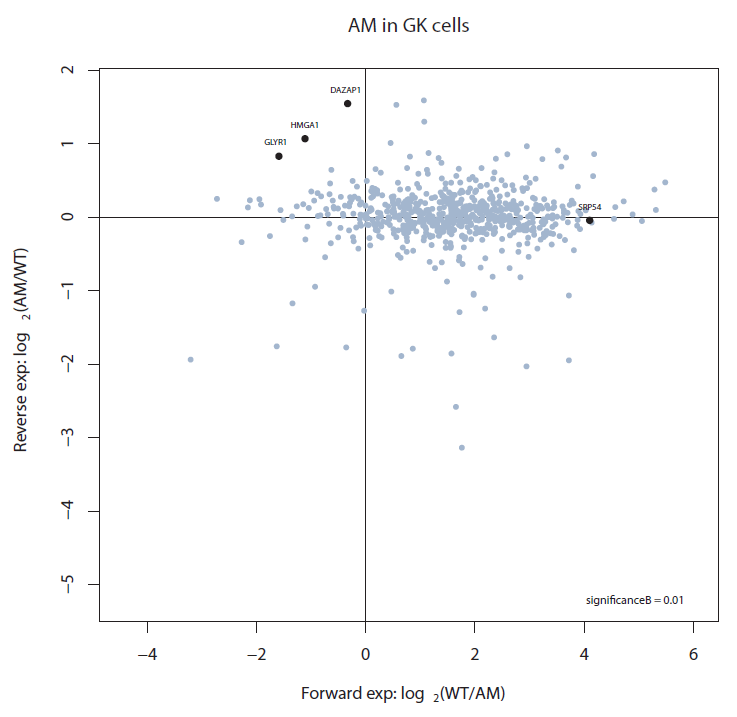 AM in GK cells
2
1
0
−1
−2
−3
−4
−5
Reverse exp: log 2(AM/WT)
DAZAP1
HMGA1
GLYR1
SRP54
significanceB = 0.01
−4 −2 0 2 4 6
Forward exp: log 2(WT/AM)